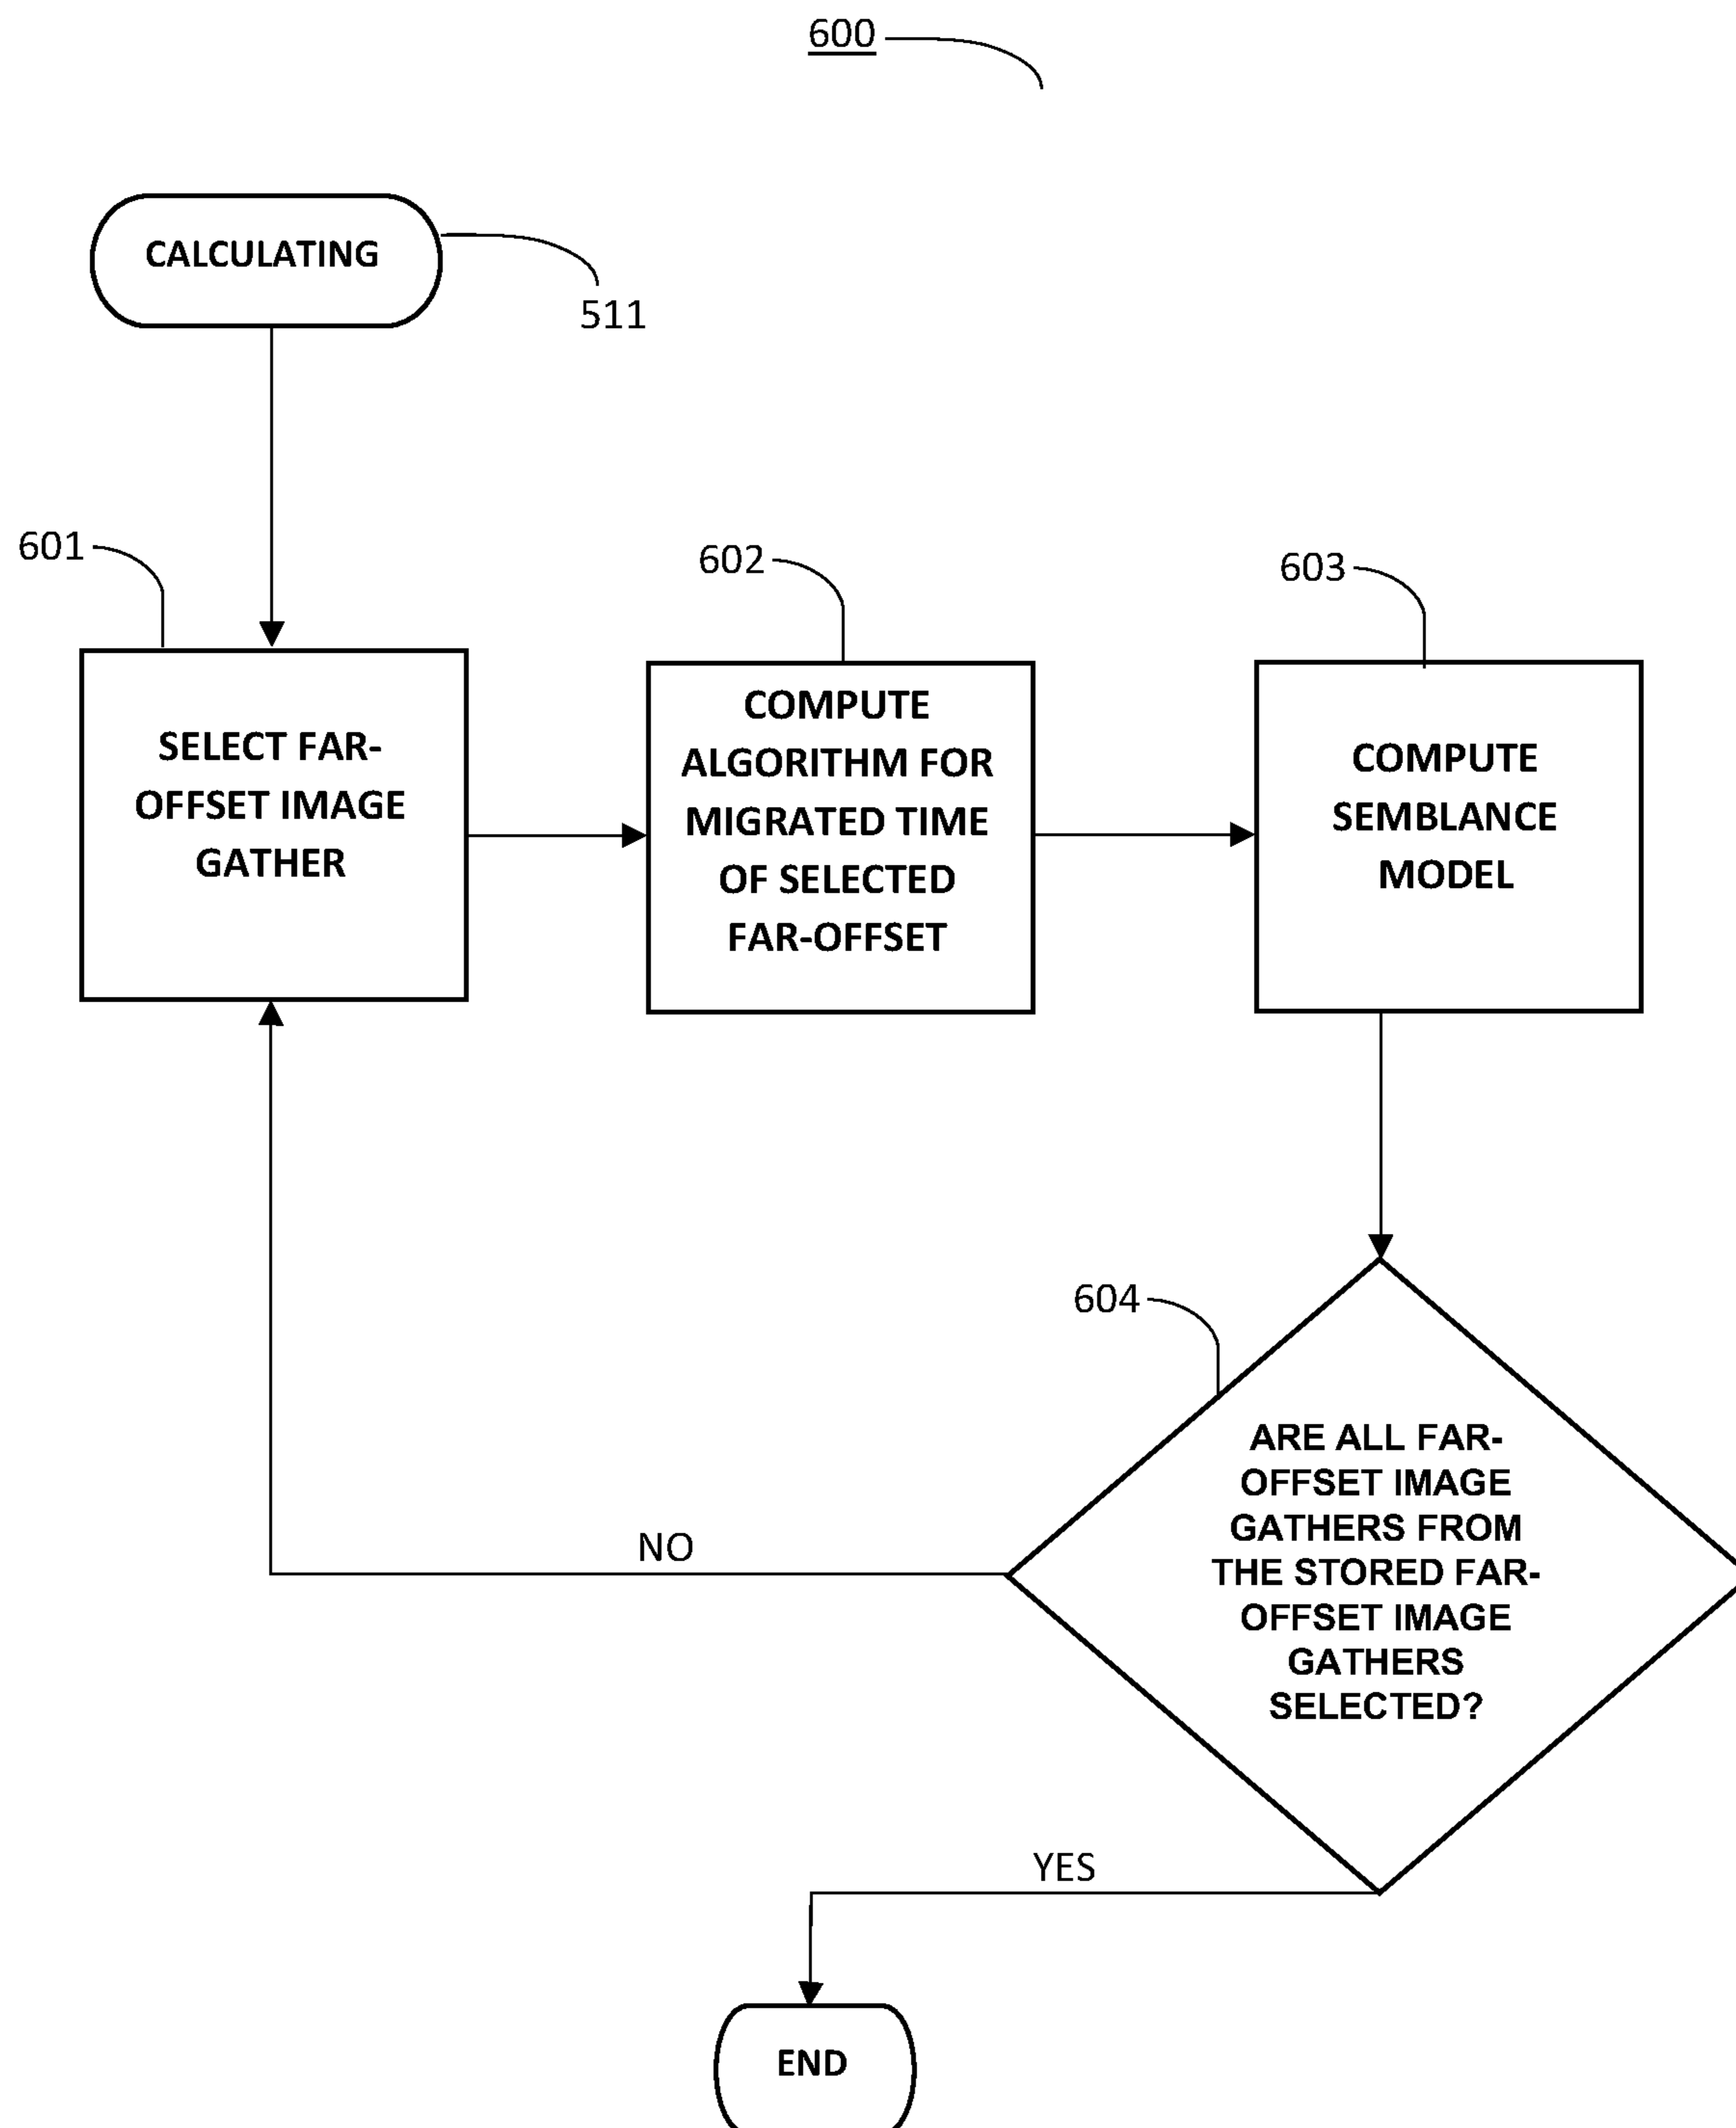 600
CALCULATING
511
601
602
603
SELECT FAR-
OFFSET IMAGE
GATHER
COMPUTE
ALGORITHM FOR
MIGRATED TIME
OF SELECTED
FAR-OFFSET
COMPUTE
SEMBLANCE
MODEL
604
ARE ALL FAR-
OFFSET IMAGE
GATHERS FROM
THE STORED FAR-
OFFSET IMAGE
GATHERS
SELECTED?
NO
YES
END